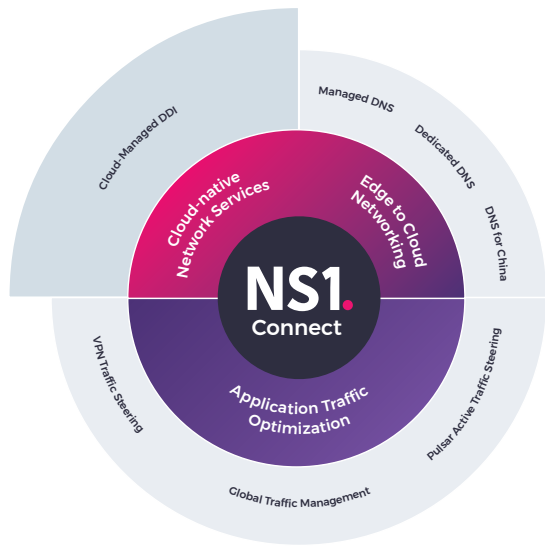 Cloud-Managed DDI
Managed DNS
Dedicated DNS
DNS for China
Cloud-native
Network Services
Edge to Cloud
Networking
NS1.
Connect
Application Traffic
Optimization
VPN Traffic Steering
Global Traffic Management
Pulsar Active Traffic Steering